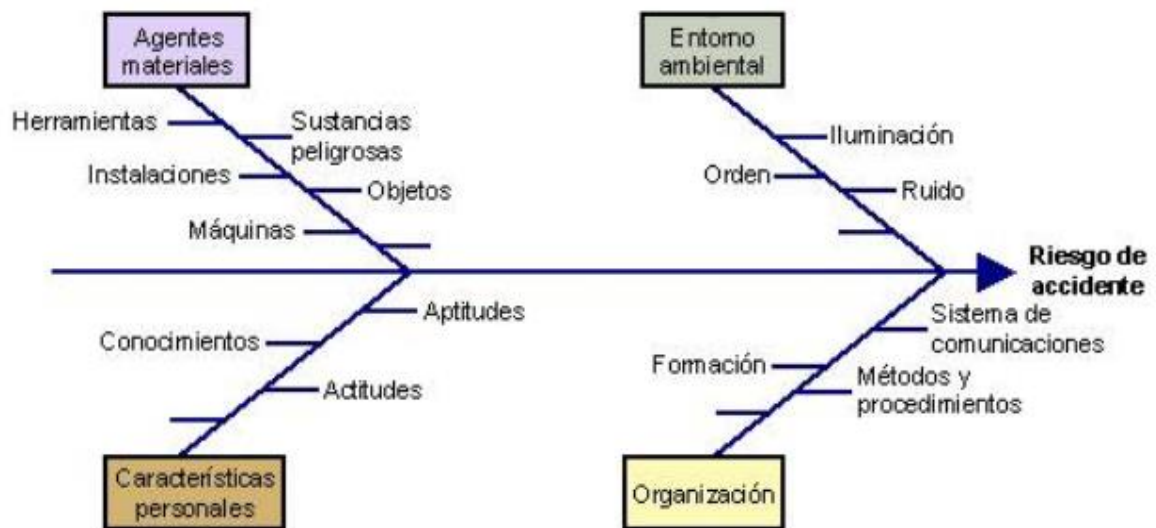 Agentes
materiales
Entorno
ambiental
Herramientas
Sustancias
peligrosas
Instalaciones
Objetos
Máquinas
Iluminación
Orden
Ruido
Riesgo de
accidente
Aptitudes
Conocimientos
Actitudes
Sistema de
comunicaciones
Formación
Métodos y
procedimientos
Características
personales
Organización